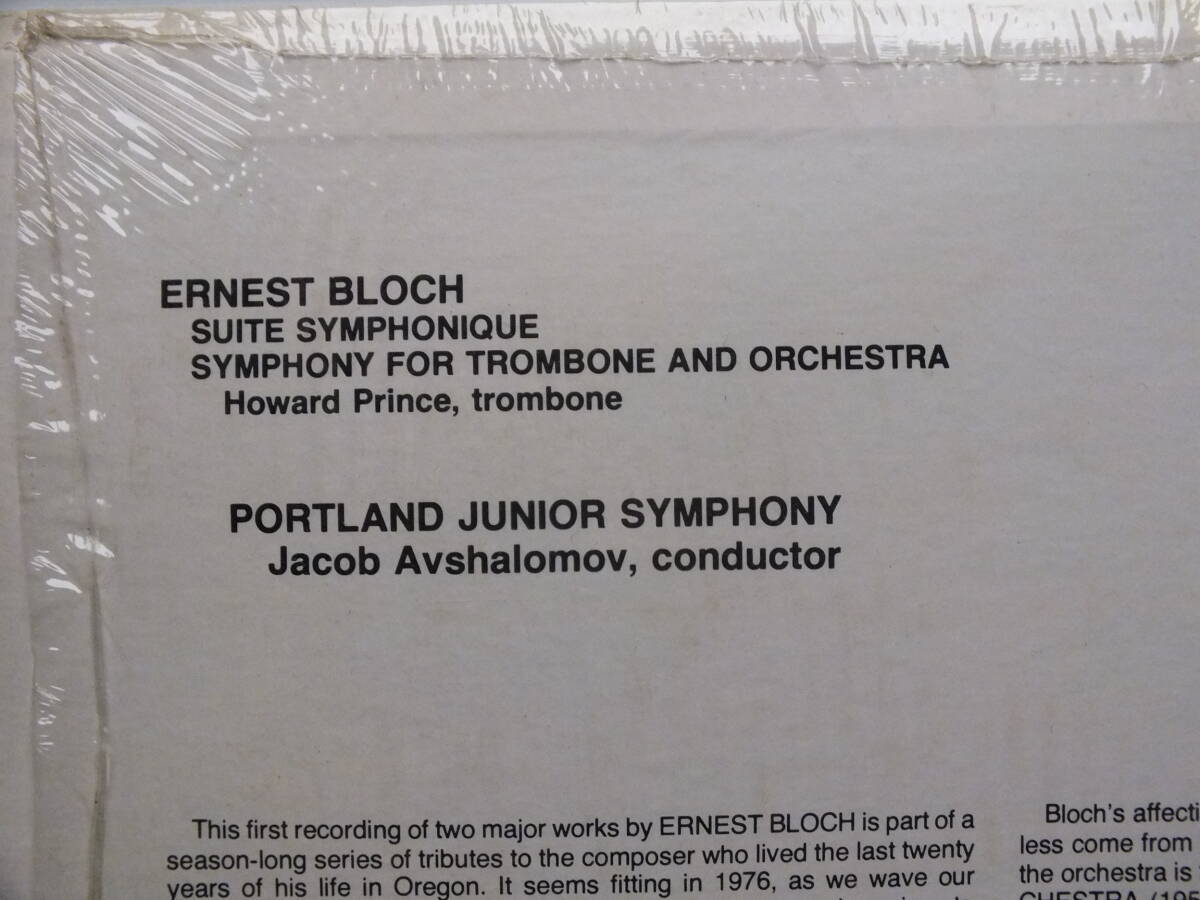 ERNEST BLOCH
SUITE SYMPHONIQUE
SYMPHONY FOR TROMBONE AND ORCHESTRA
Howard Prince, trombone
PORTLAND JUNIOR SYMPHONY
Jacob Avshalomov, conductor
This first recording of two major works by ERNEST BLOCH is part of a
season-long series of tributes to the composer who lived the last twenty
years of his life in Oregon. It seems fitting in 1976, as we wave our
Bloch's affecti
less come from
the orchestra is